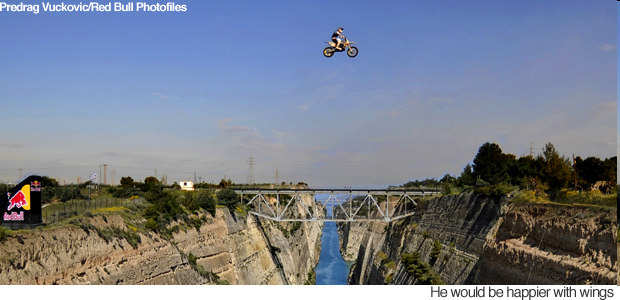 Predrag Vuckovic/Red Bull Photofiles
Red Bull
He would be happier with wings